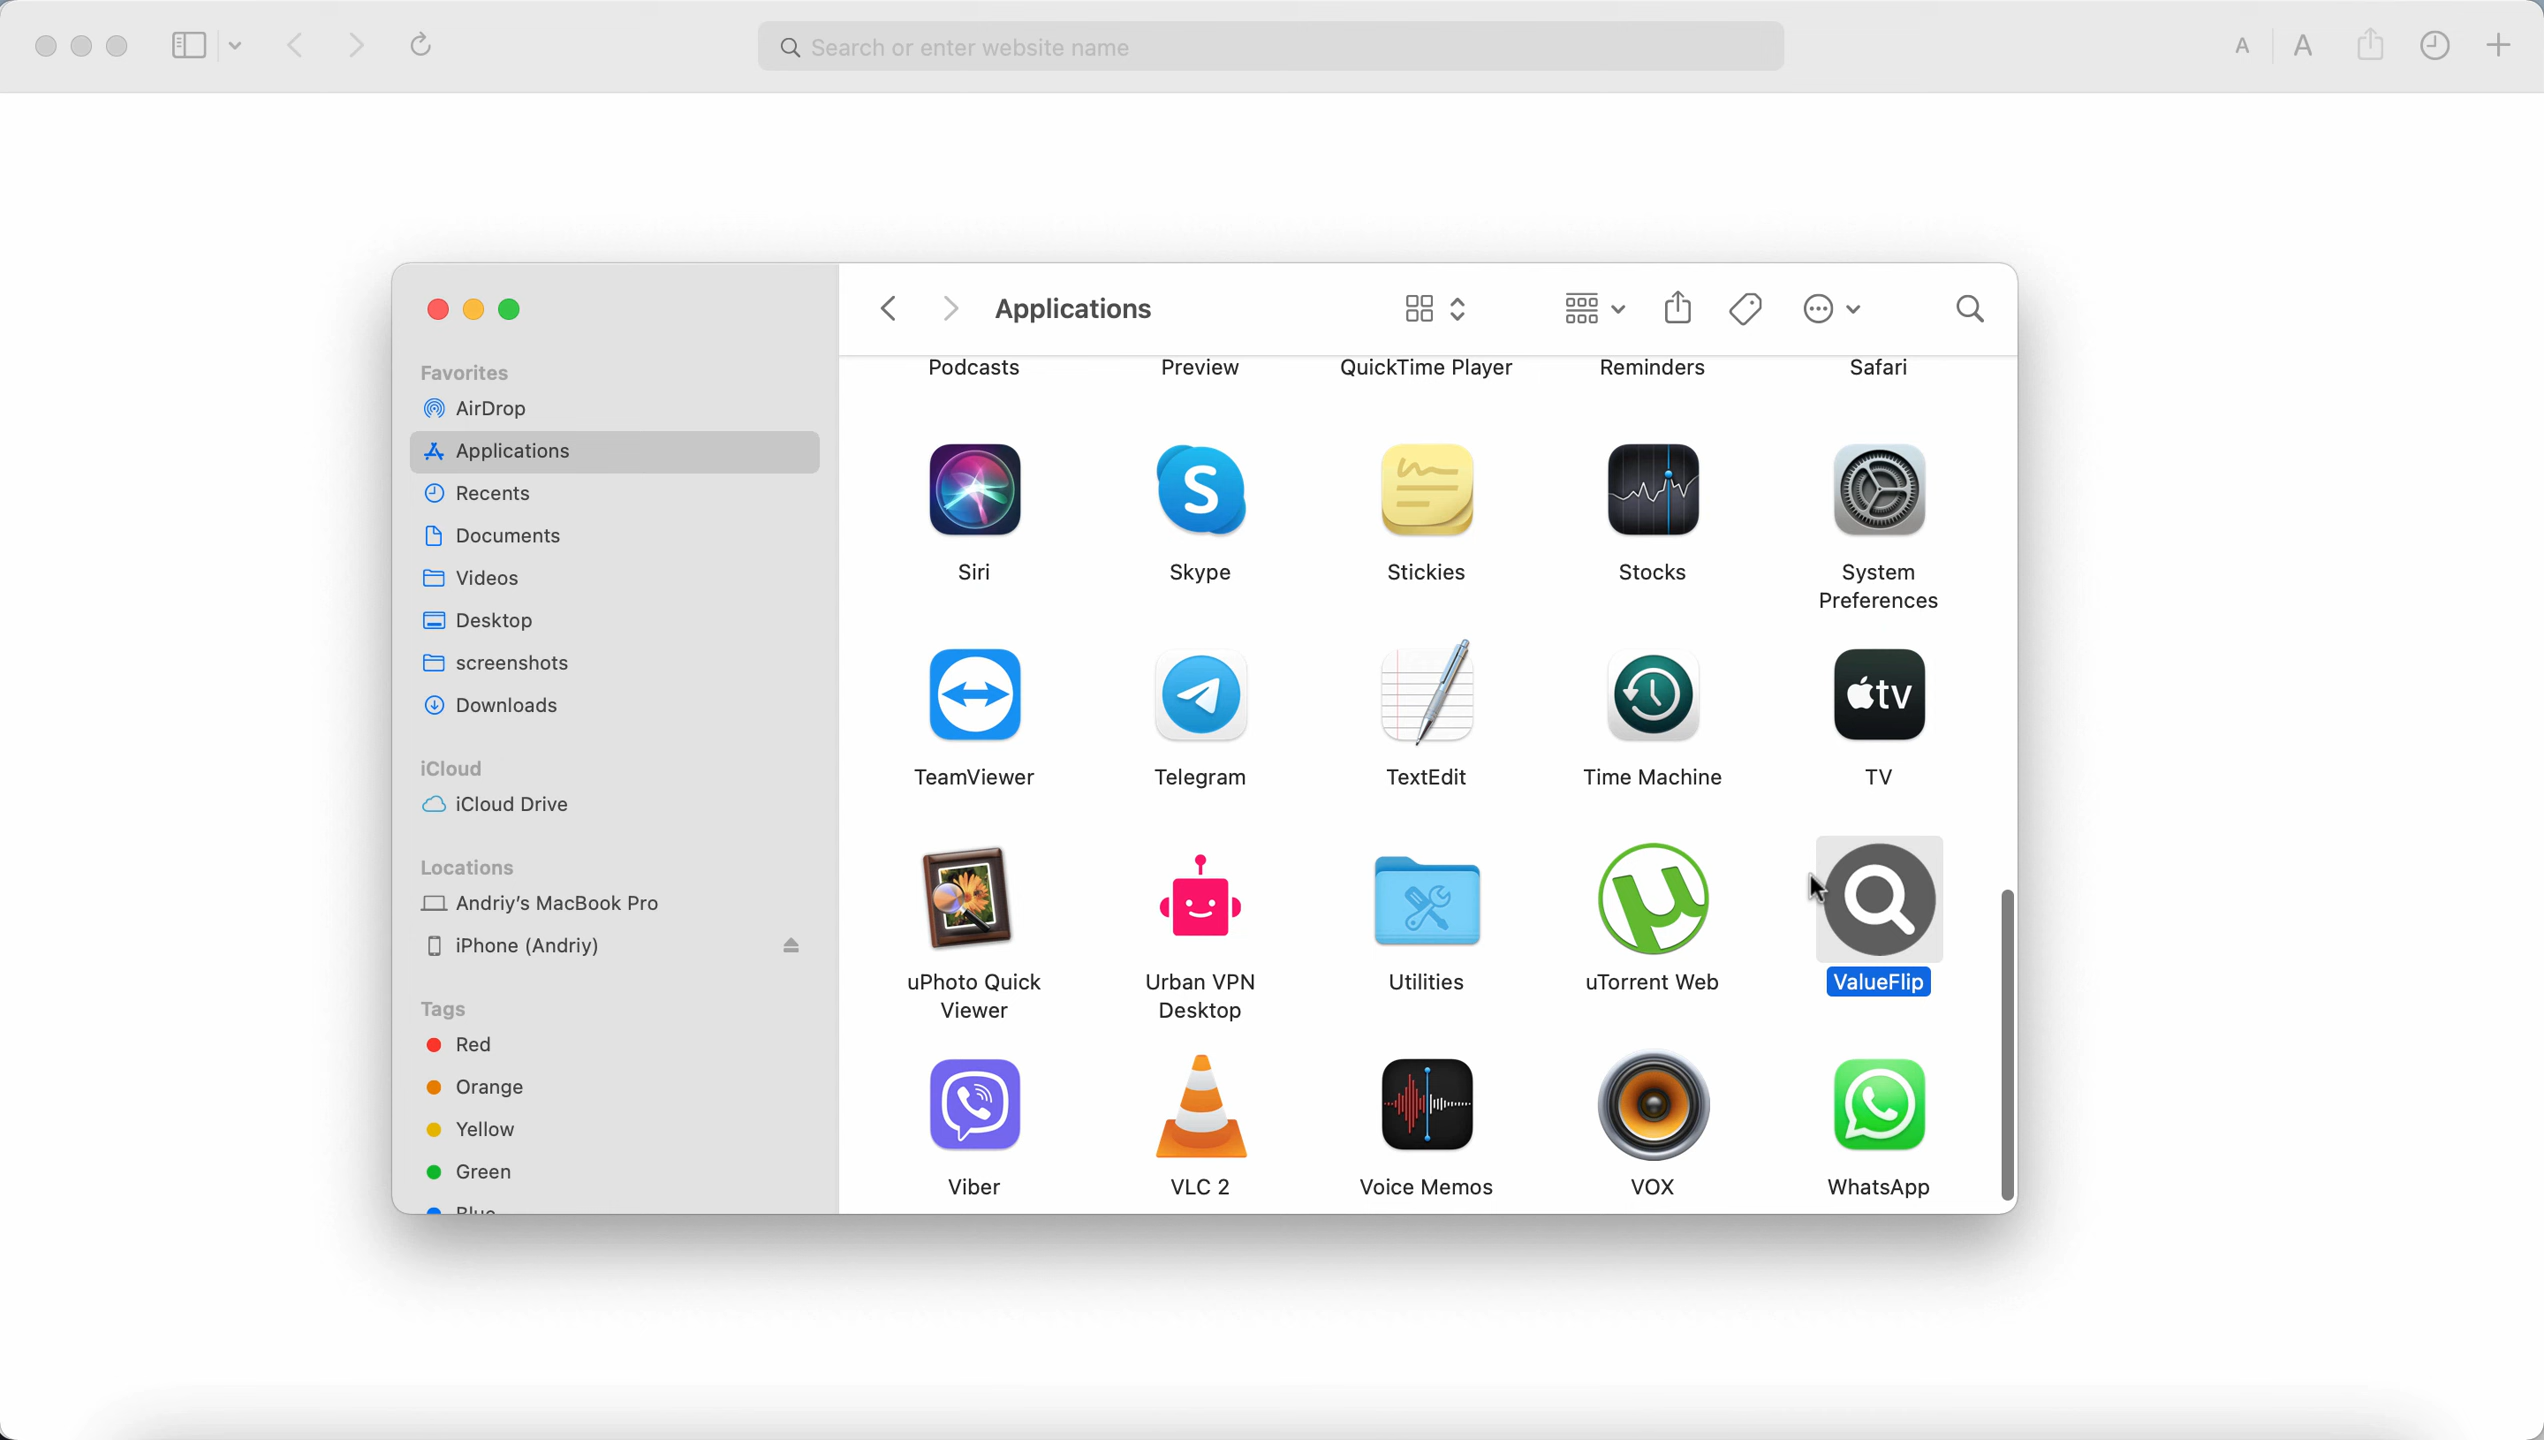 Search or enter website name
A A
Applications
Favorites
AirDrop
Applications
Recents
Documents
Videos
Desktop
screenshots
Downloads
iCloud
iCloud Drive
Locations
Andriy's MacBook Pro
iPhone (Andriy)
Tags
Red
Orange
Yellow
Green
Blue
Podcasts Preview QuickTime Player Reminders Safari
S
Siri Skype Stickies Stocks System
Preferences
tv
TeamViewer Telegram TextEdit Time Machine TV
µ
uPhoto Quick Urban VPN Utilities uTorrent Web ValueFlip
Viewer Desktop
Viber VLC 2 Voice Memos VOX WhatsApp